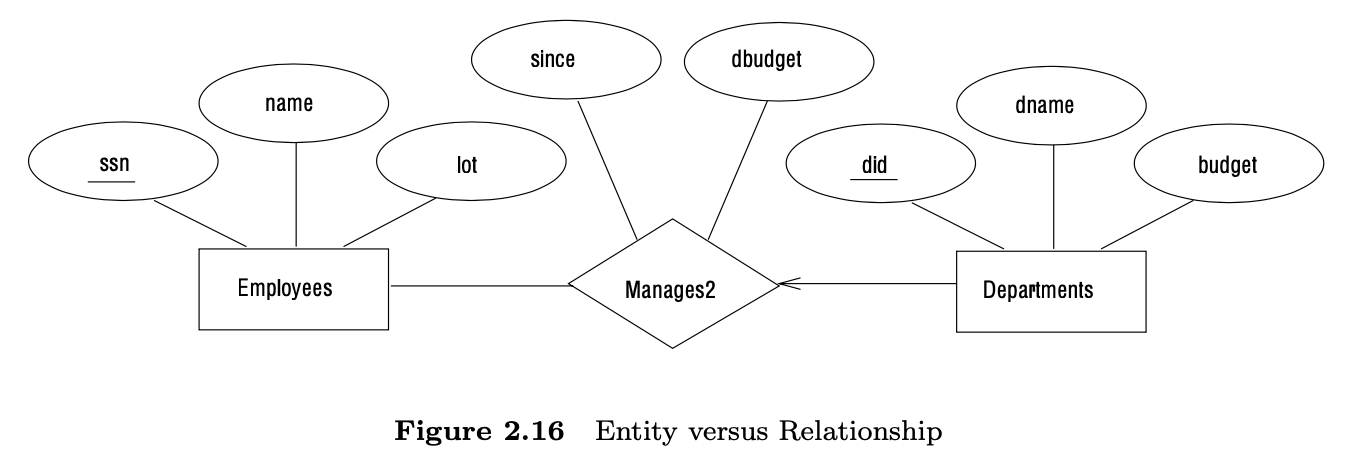 since
dbudget
name
dname
ssn
lot
did
budget
Employees
Manages2
Departments
Figure 2.16 Entity versus Relationship